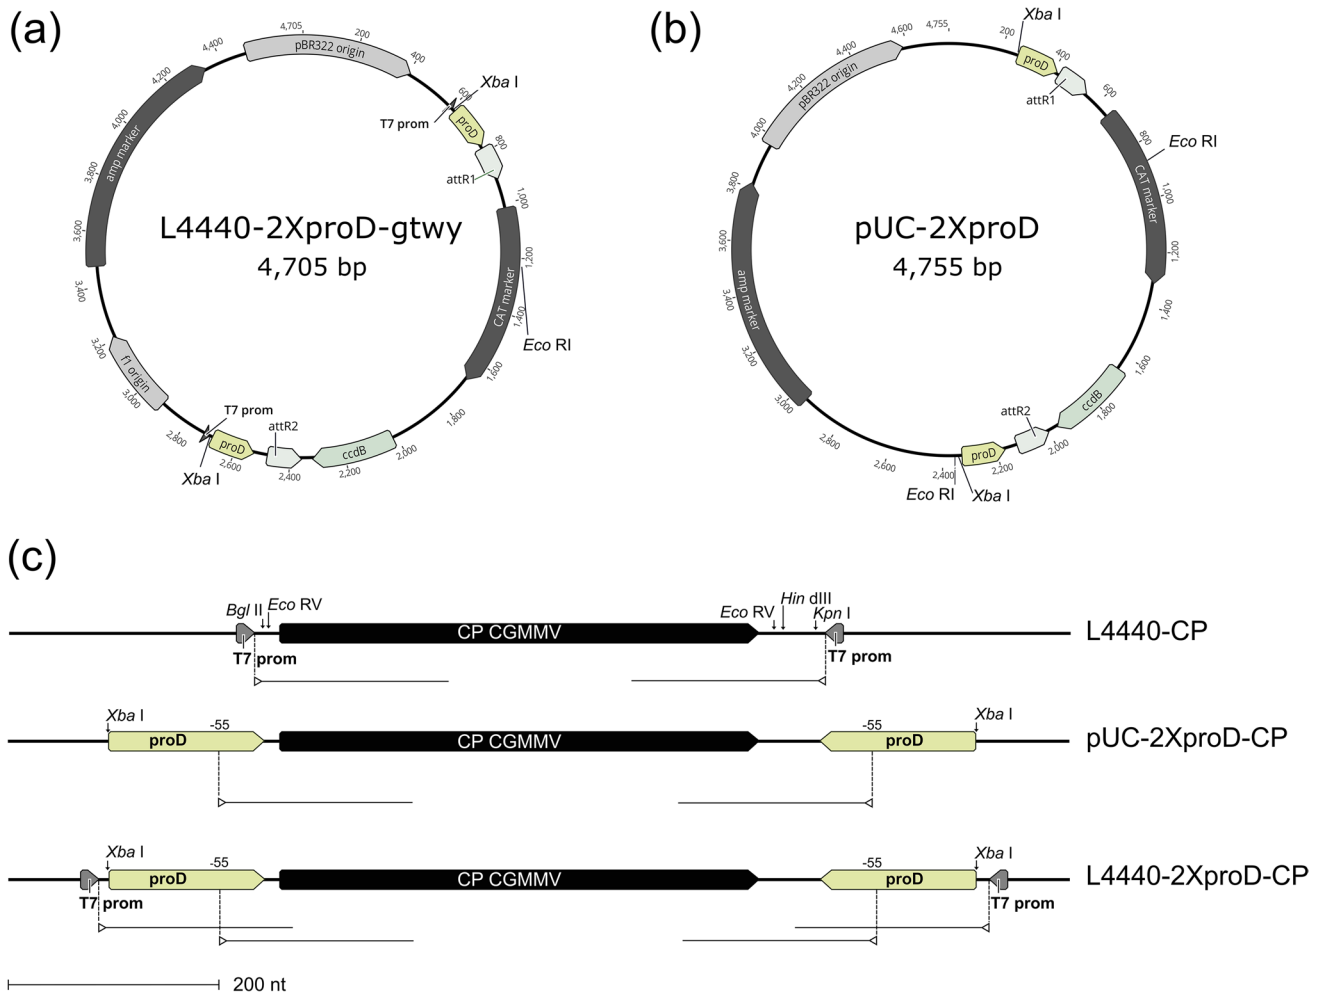 (a)
4,705
200
400
600
800
1,000
1,200
1,400
1,600
1,800
2,000
2,200
2,400
2,600
2,800
3,000
3,200
3,400
3,600
3,800
4,000
4,200
4,400
pBR322 origin
Xba I
T7 prom
proD
attR1
CAT marker
Eco RI
ccdB
attR2
proD
T7 prom
Xba I
f1 origin
amp marker
L4440-2XproD-gtwy
4,705 bp
(b)
4,755
200
400
600
800
1,000
1,200
1,400
1,600
1,800
2,000
2,200
2,400
2,600
2,800
3,000
3,200
3,400
3,600
3,800
4,000
4,200
4,400
4,600
Xba I
proD
attR1
Eco RI
CAT marker
ccdB
attR2
proD
Xba I
Eco RI
amp marker
pBR322 origin
pUC-2XproD
4,755 bp
(c)
Bgl II
Eco RV
Eco RV
Hin dIII
Kpn I
CP CGMMV
L4440-CP
T7 prom
T7 prom
Xba I
-55
-55
Xba I
proD
CP CGMMV
proD
pUC-2XproD-CP
Xba I
-55
-55
Xba I
proD
CP CGMMV
proD
L4440-2XproD-CP
T7 prom
T7 prom
200 nt